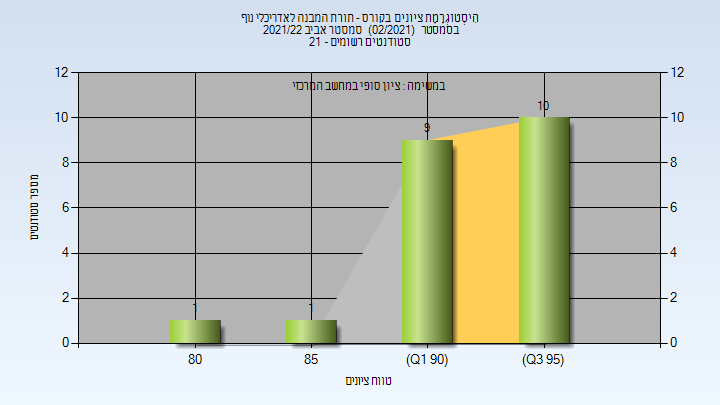 הִיסְטוֹגְרָמַת ציונים בקורס - תורת המבנה לאדריכלי נוף
בסמסטר (02/2021) סמסטר אביב 2021/22
סטודנטים רשומים - 21
במשימה : ציון סופי במחשב המרכזי
מספר סטודנטים
12 12
10 10
8 8
6 6
4 4
2 2
0 0
1 1 9 10
80 85 (Q1 90) (Q3 95)
טווח ציונים